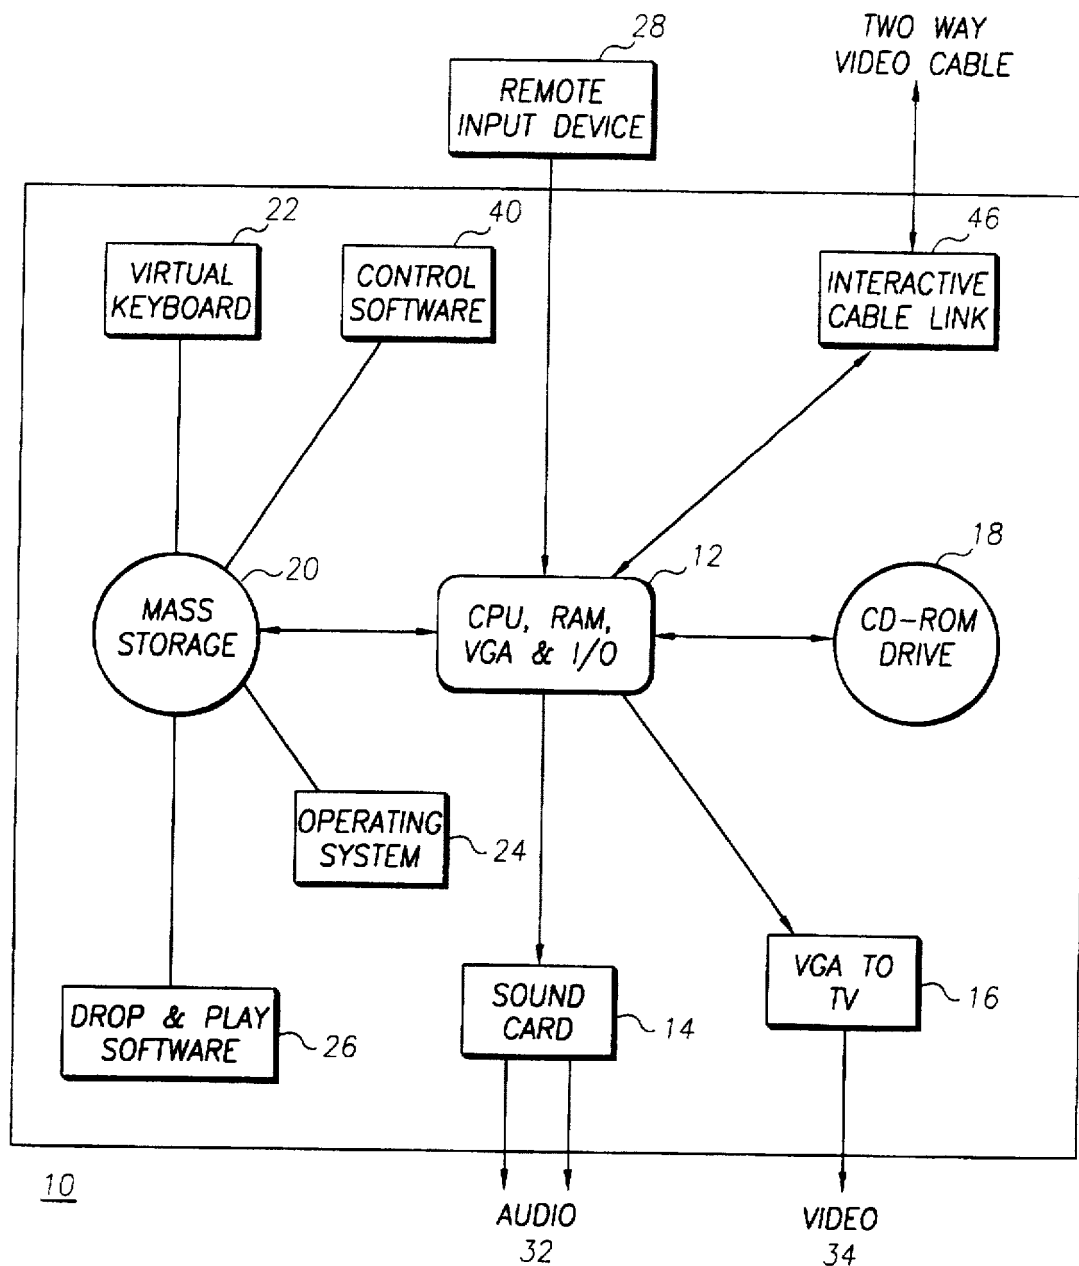 28
TWO WAY
VIDEO CABLE
REMOTE
INPUT DEVICE
22
40
46
VIRTUAL
KEYBOARD
CONTROL
SOFTWARE
INTERACTIVE
CABLE LINK
20
12
18
MASS
STORAGE
CPU, RAM,
VGA & I/O
CD-ROM
DRIVE
OPERATING
SYSTEM
24
DROP & PLAY
SOFTWARE
26
SOUND
CARD
14
VGA TO
TV
16
10
AUDIO
32
VIDEO
34